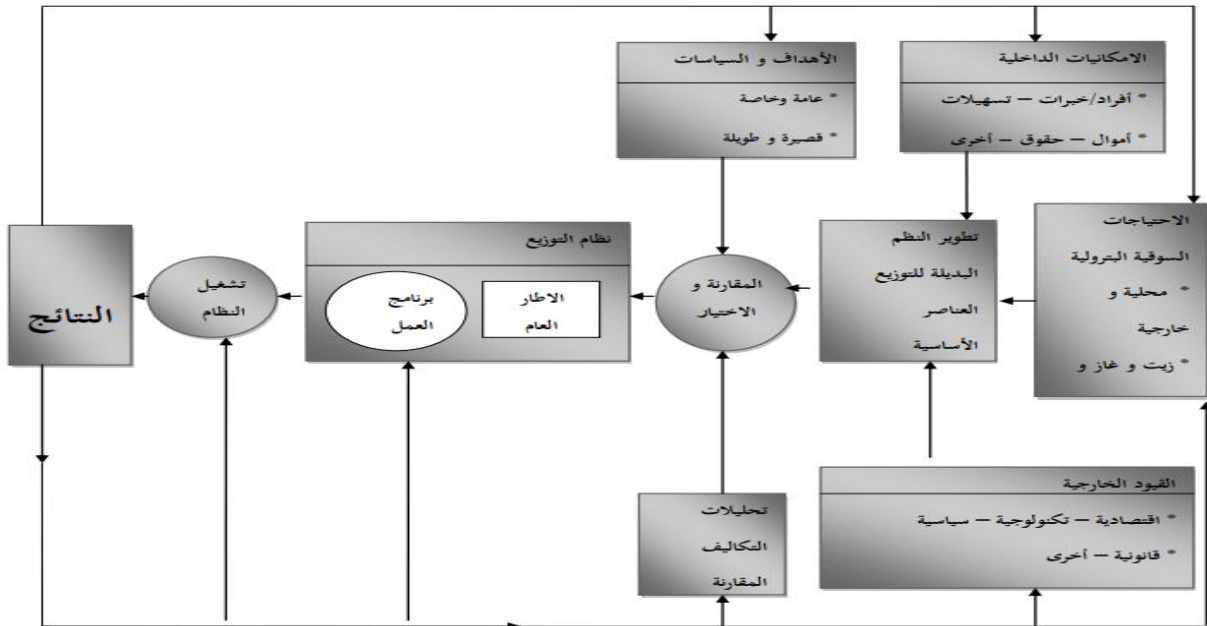 الأهداف و السياسات
* عامة وخاصة
* قصيرة و طويلة
الامكانيات الداخلية
* أفراد/خبرات – تسهيلات
* أموال – حقوق – أخرى
الاحتياجات
السوقية البترولية
* محلية و
خارجية
* زيت و غاز و
تطوير النظم
البديلة للتوزيع
العناصر
الأساسية
المقارنة و
الاختيار
نظام التوزيع
الاطار
العام
برنامج
العمل
تشغيل
النظام
النتائج
القيود الخارجية
* اقتصادية – تكنولوجية – سياسية
* قانونية – أخرى
تحليلات
التكاليف
المقارنة